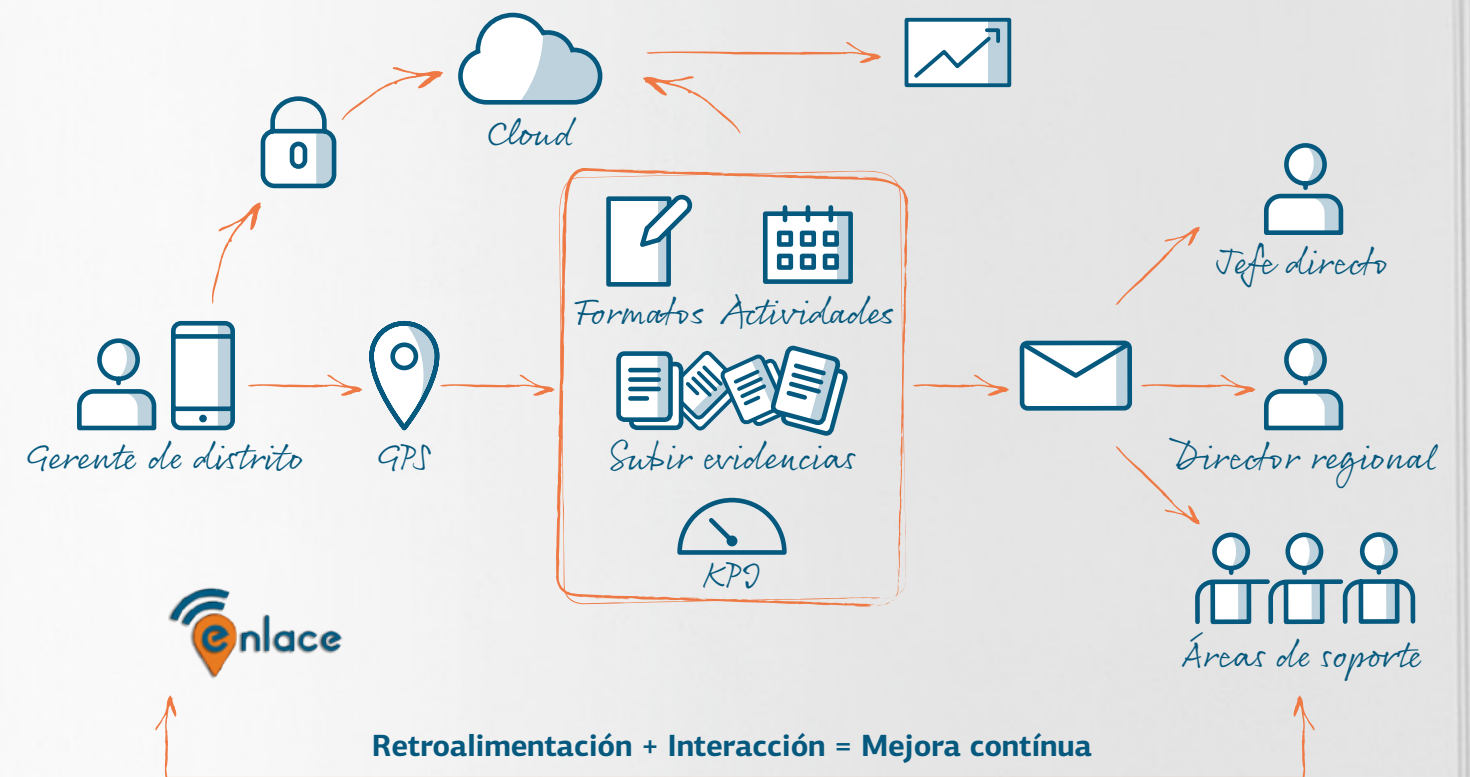 Cloud
Jefe directo
Formatos Actividades
Gerente de distrito
GPS
Subir evidencias
Director regional
KPI
enlace
Áreas de soporte
Retroalimentación + Interacción = Mejora contínua